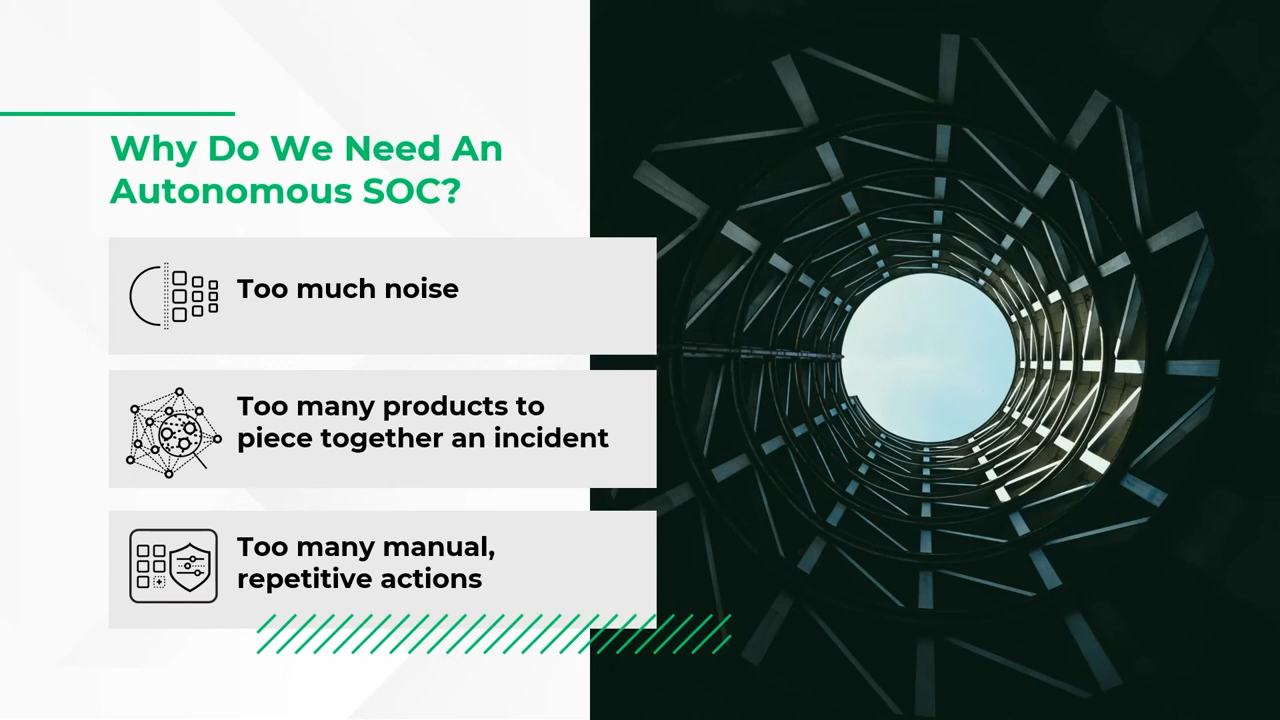 Why Do We Need An
Autonomous SOC?
Too much noise
Too many products to
piece together an incident
Too many manual,
repetitive actions